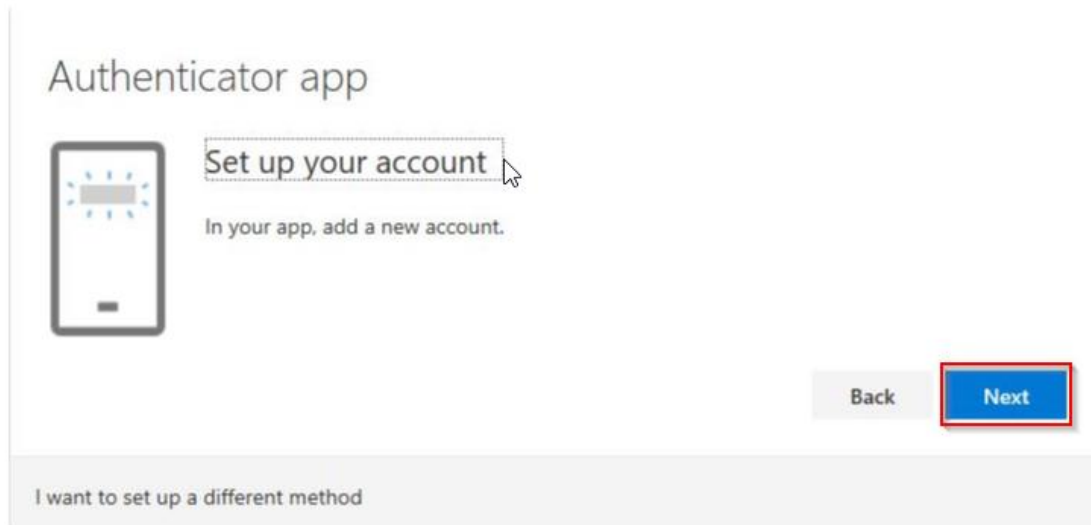 Authenticator app
Set up your account
In your app, add a new account.
Back
Next
I want to set up a different method